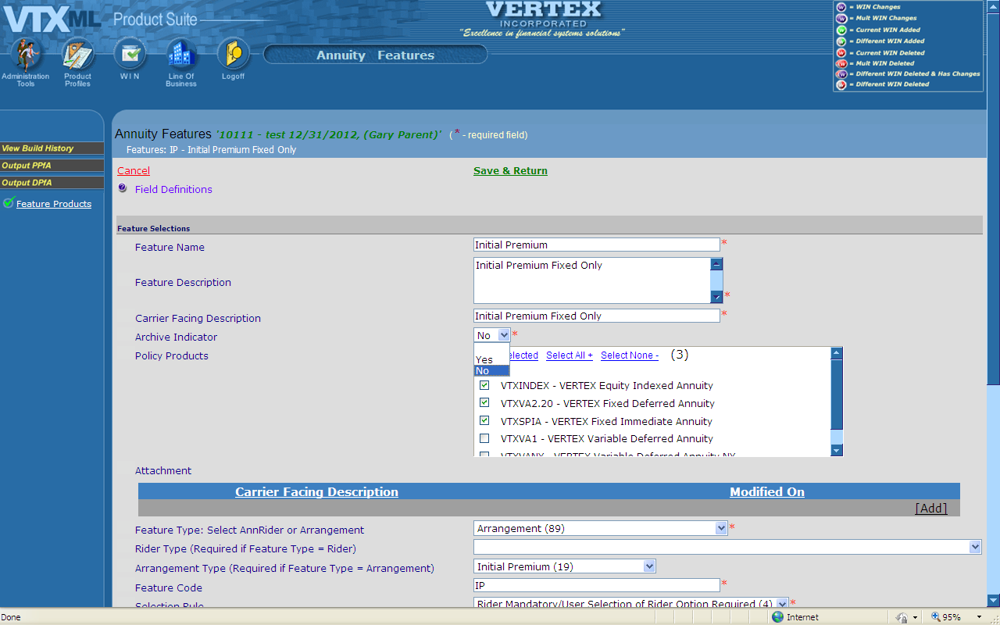 VTXML Product Suite
VERTEX
INCORPORATED
"Excellence in financial systems solutions"
Annuity Features
Administration Tools
Product Profiles
WIN
Line Of Business
Logoff
= WIN Changes
= Mult WIN Changes
= Current WIN Added
= Different WIN Added
= Current WIN Deleted
= Mult WIN Deleted
= Different WIN Deleted & Has Changes
= Different WIN Deleted
View Build History
Output PPfA
Output DPfA
Feature Products
Annuity Features '10111 - test 12/31/2012, (Gary Parent)' (* - required field)
Features: IP - Initial Premium Fixed Only
Cancel Save & Return
Field Definitions
Feature Selections
Feature Name Initial Premium *
Feature Description Initial Premium Fixed Only *
Carrier Facing Description Initial Premium Fixed Only *
Archive Indicator No *
Yes
No
Policy Products elected Select All + Select None - (3)
VTXINDEX - VERTEX Equity Indexed Annuity
VTXVA2.20 - VERTEX Fixed Deferred Annuity
VTXSPIA - VERTEX Fixed Immediate Annuity
VTXVA1 - VERTEX Variable Deferred Annuity
VTXVANY - VERTEX Variable Deferred Annuity NY
Attachment
Carrier Facing Description Modified On
[Add]
Feature Type: Select AnnRider or Arrangement Arrangement (89) *
Rider Type (Required if Feature Type = Rider)
Arrangement Type (Required if Feature Type = Arrangement) Initial Premium (19)
Feature Code IP *
Selection Rule Rider Mandatory/User Selection of Rider Option Required (4) *
Done Internet 95%